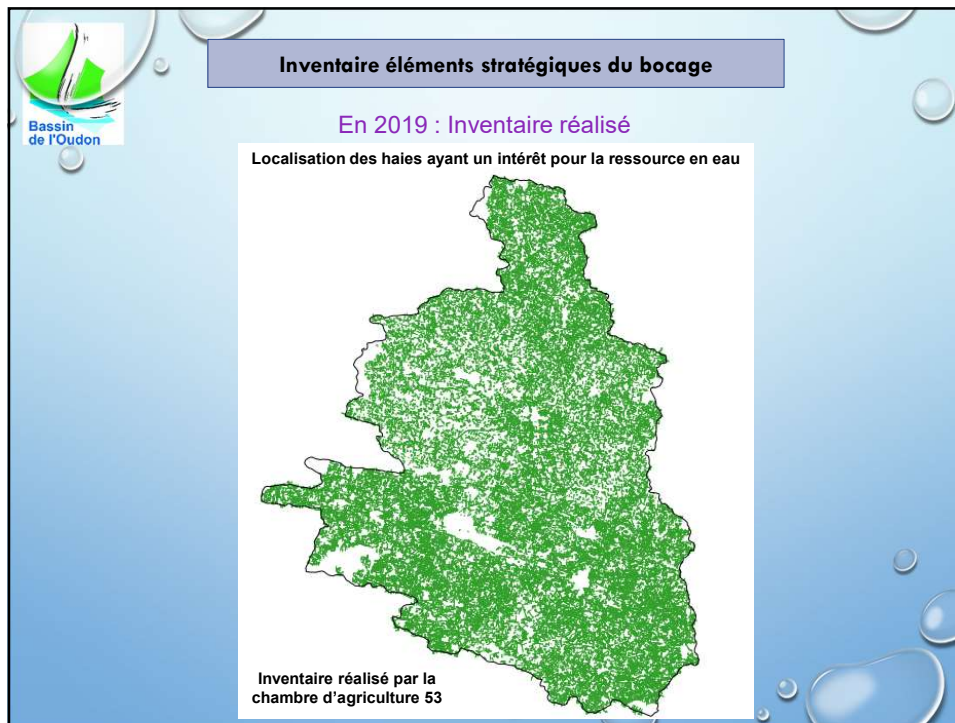 Bassin
de l'Oudon
Inventaire éléments stratégiques du bocage
En 2019 : Inventaire réalisé
Localisation des haies ayant un intérêt pour la ressource en eau
Inventaire réalisé par la
chambre d'agriculture 53